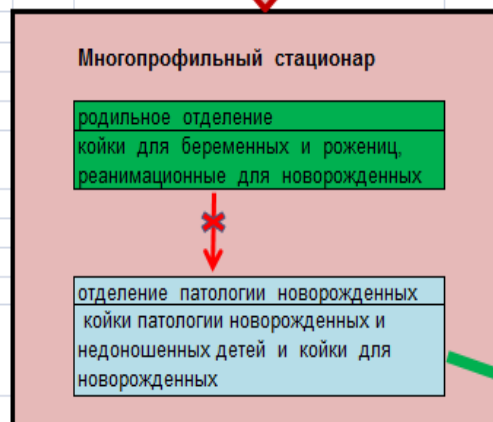 Многопрофильный стационар
родильное отделение
койки для беременных и рожениц,
реанимационные для новорожденных
отделение патологии новорожденных
койки патологии новорожденных и
недоношенных детей и койки для
новорожденных